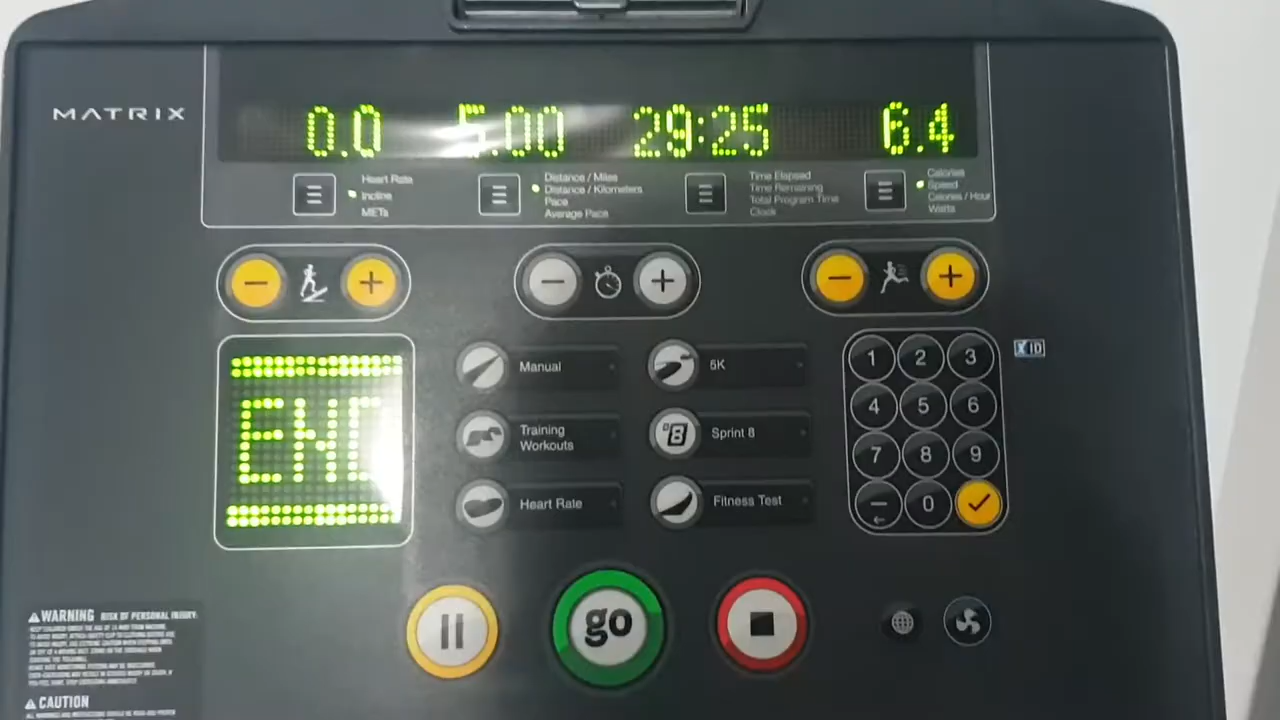 MATRIX
0.0 5.00 29:25 6.4
Heart Rate
Incline
METs
Distance / Miles
Distance / Kilometers
Pace
Average Pace
Time Elapsed
Time Remaining
Total Program Time
Clock
Calories
Speed
Calories / Hour
Watts
END
Manual
5K
Training
Workouts
Sprint 8
Heart Rate
Fitness Test
1 2 3
4 5 6
7 8 9
0
ID
go
WARNING RISK OF PERSONAL INJURY:
CAUTION